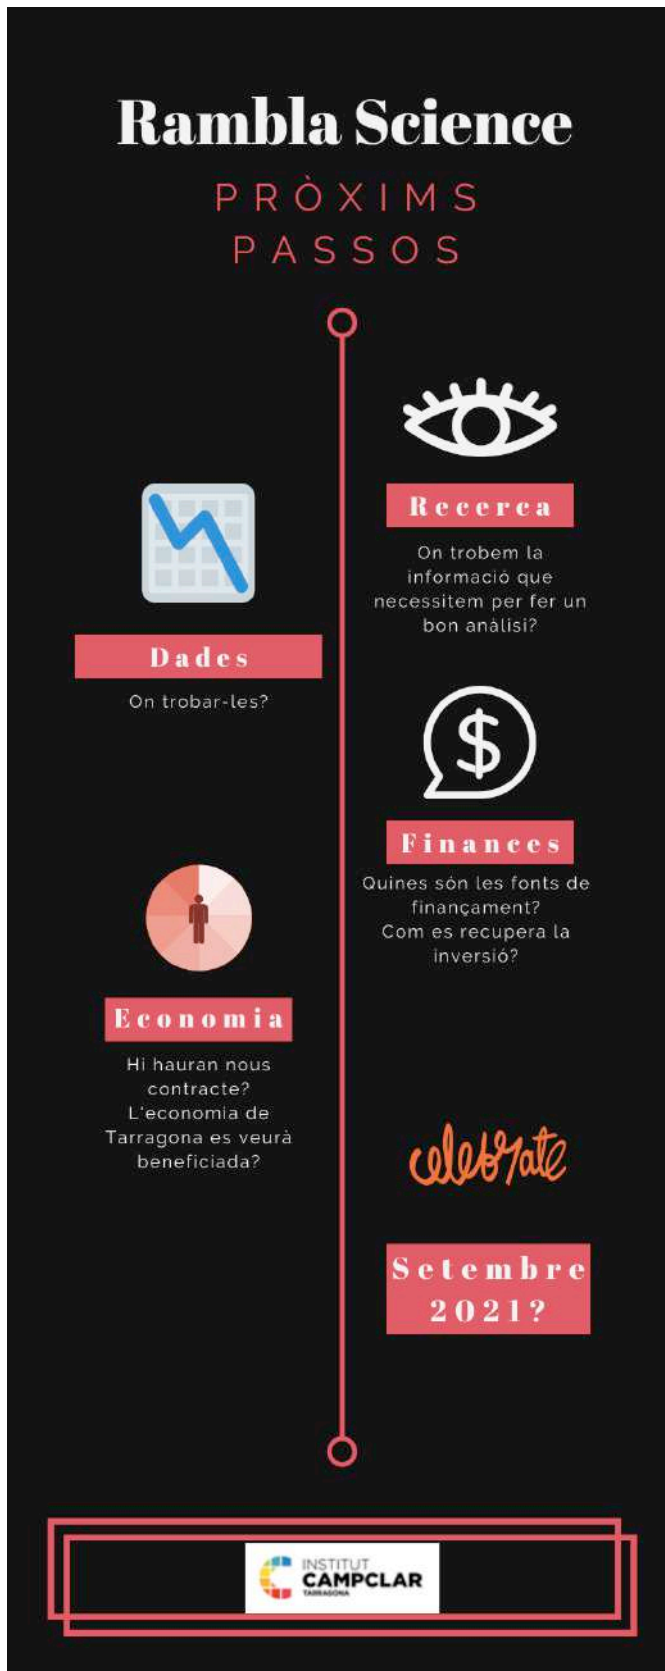 Rambla Science
PRÒXIMS
PASSOS
Recerca
On trobem la
informació que
necessitem per fer un
bon anàlisi?
Dades
On trobar-les?
$
Finances
Quines són les fonts de
finançament?
Com es recupera la
inversió?
Economia
Hi hauran nous
contracte?
L'economia de
Tarragona es veurà
beneficiada?
celebrate
Setembre
2021?
INSTITUT
CAMPCLAR
TARRAGONA